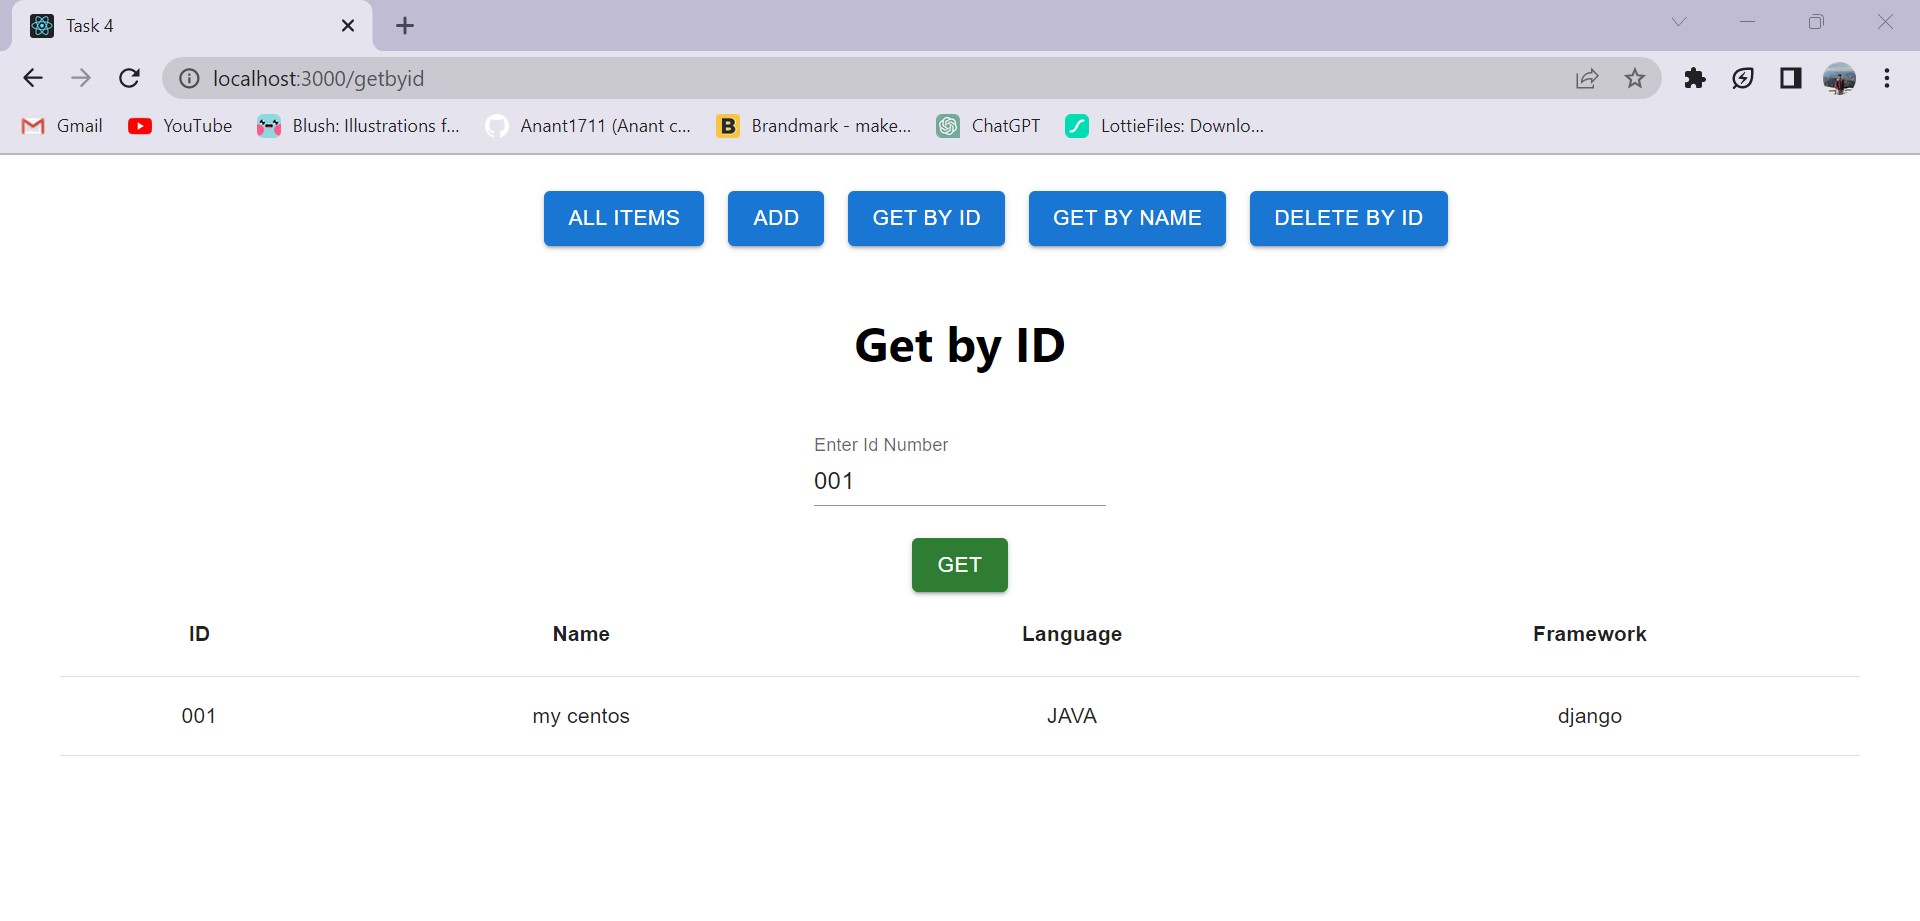 Task 4
localhost:3000/getbyid
Gmail YouTube Blush: Illustrations f... Anant1711 (Anant c... B Brandmark - make... ChatGPT LottieFiles: Downlo...
ALL ITEMS ADD GET BY ID GET BY NAME DELETE BY ID
Get by ID
Enter Id Number
001
GET
ID Name Language Framework
001 my centos JAVA django